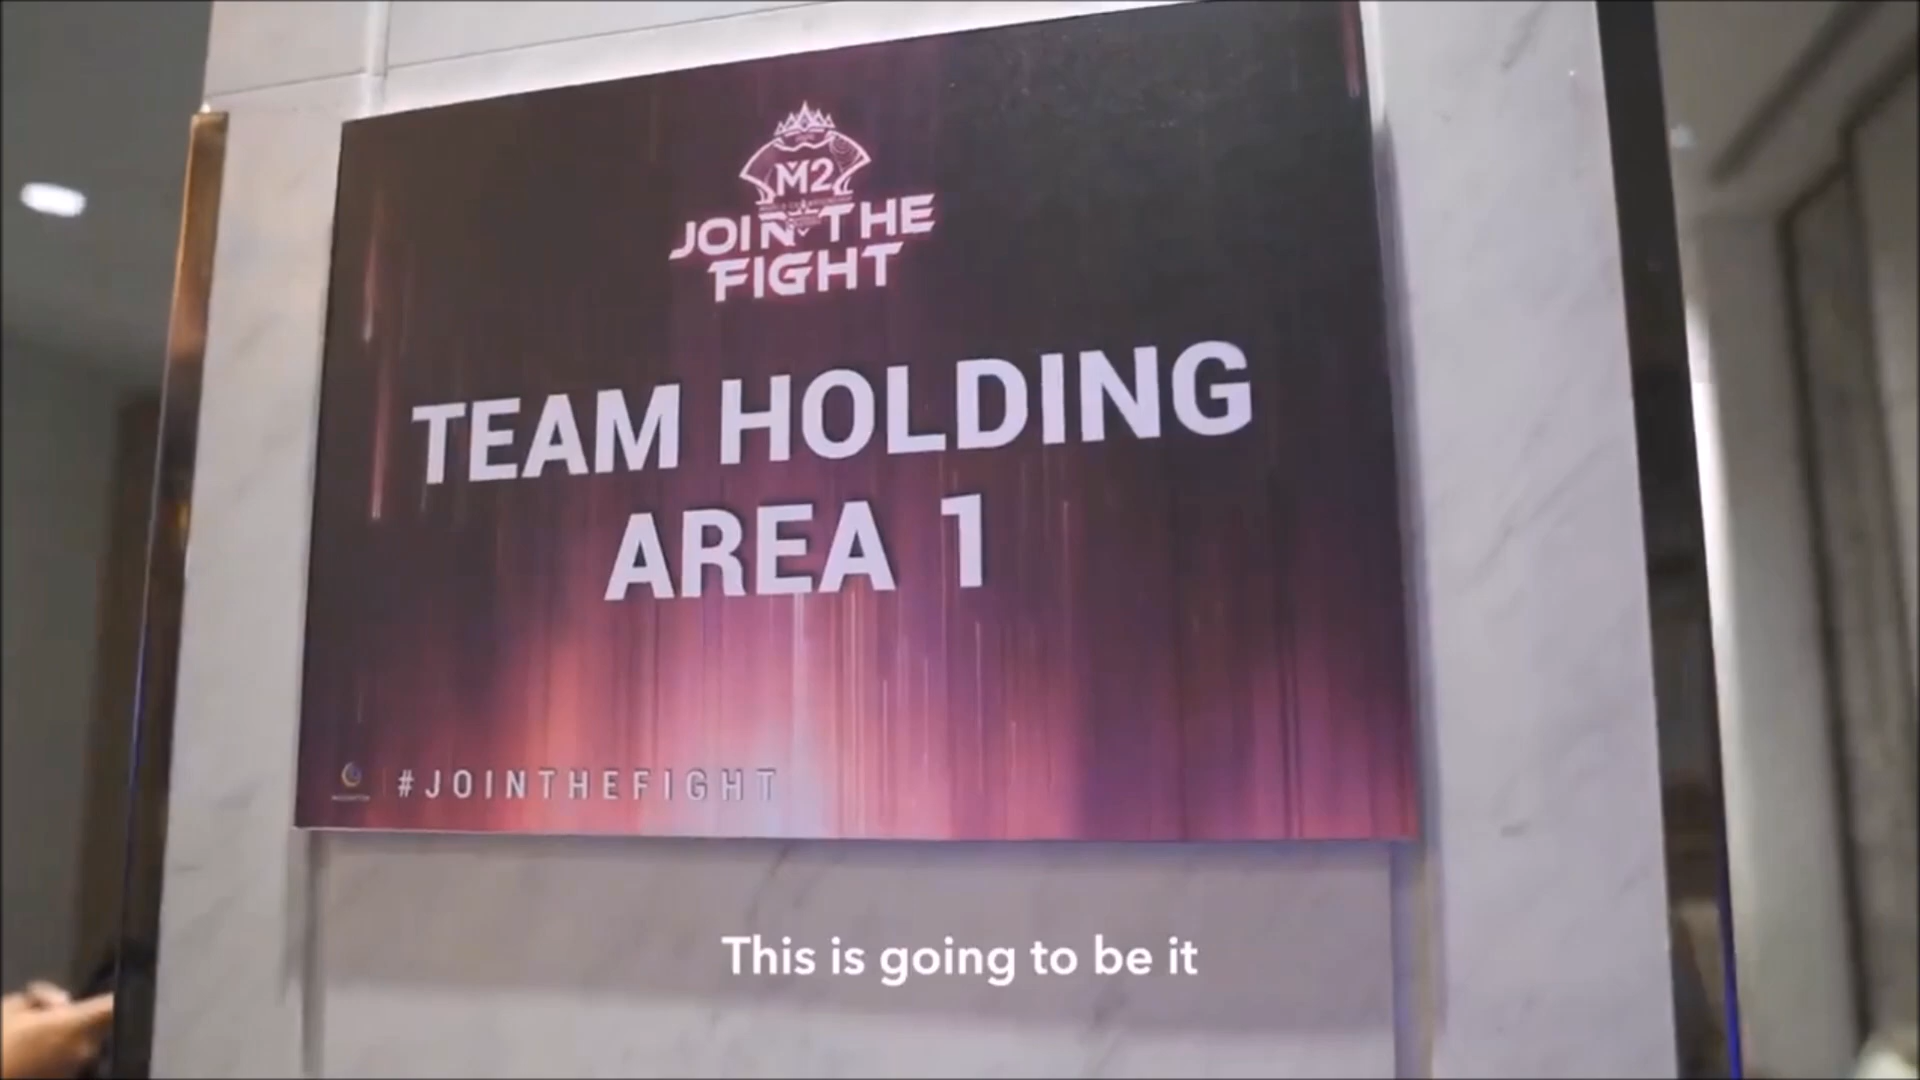 M2
JOIN THE
FIGHT
TEAM HOLDING
AREA 1
#JOINTHEFIGHT
This is going to be it